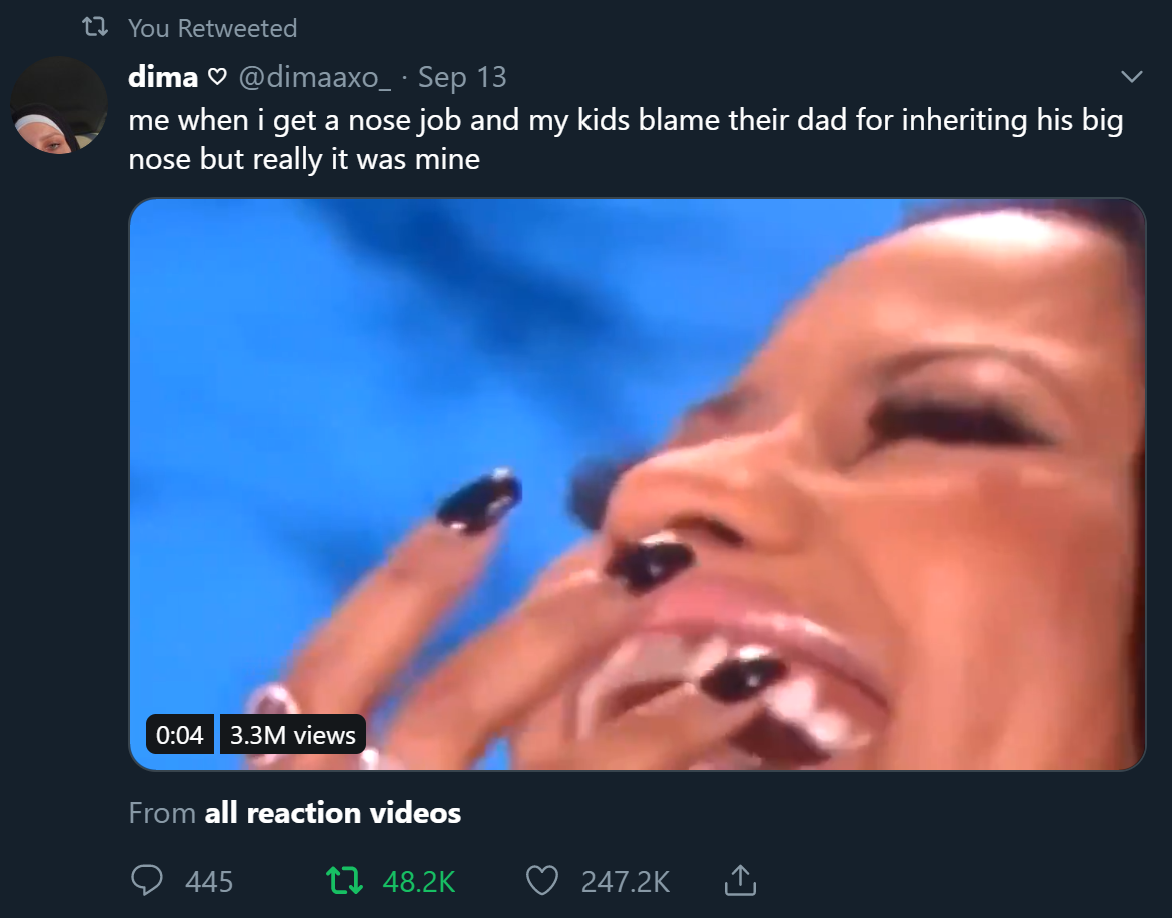 You Retweeted
dima ♡ @dimaaxo_ · Sep 13
me when i get a nose job and my kids blame their dad for inheriting his big
nose but really it was mine
0:04 3.3M views
From all reaction videos
445 48.2K 247.2K